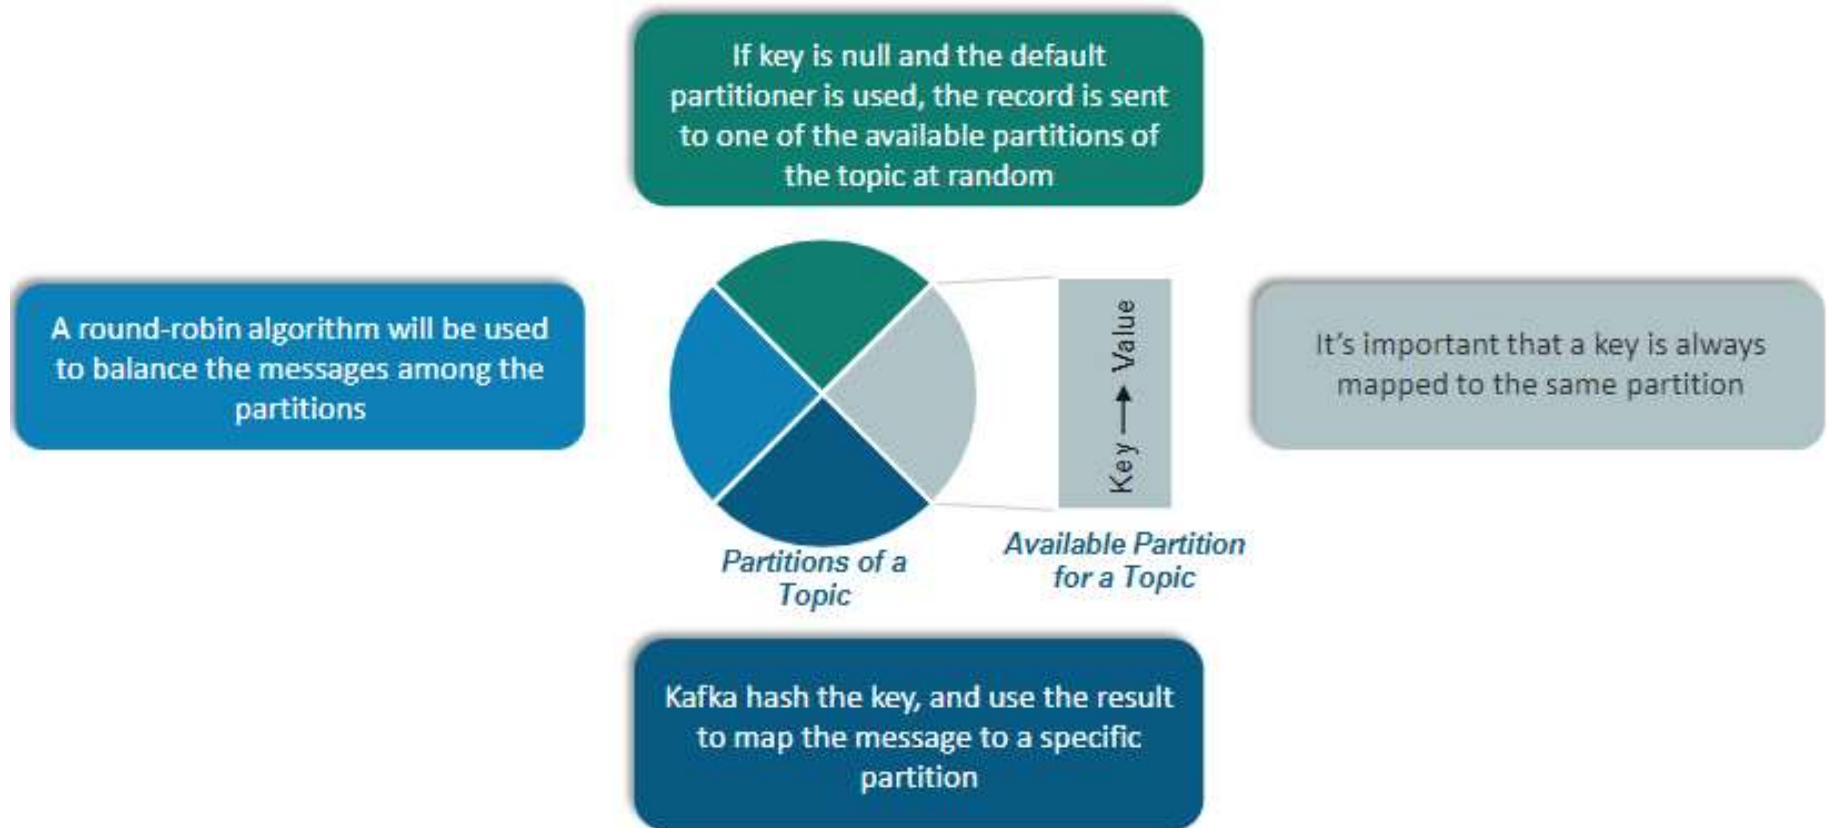 If key is null and the default
partitioner is used, the record is sent
to one of the available partitions of
the topic at random
A round-robin algorithm will be used
to balance the messages among the
partitions
Key → Value
It's important that a key is always
mapped to the same partition
Partitions of a
Topic
Available Partition
for a Topic
Kafka hash the key, and use the result
to map the message to a specific
partition